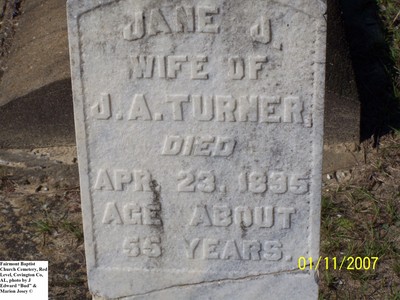 JANE J.
WIFE OF
J. A. TURNER,
DIED
APR. 23, 1895
AGE ABOUT
55 YEARS.
01/11/2007
Fairmont Baptist
Church Cemetery, Red
Level, Covington Co.
AL, photo by J
Edward "Bud" &
Marion Josey ©